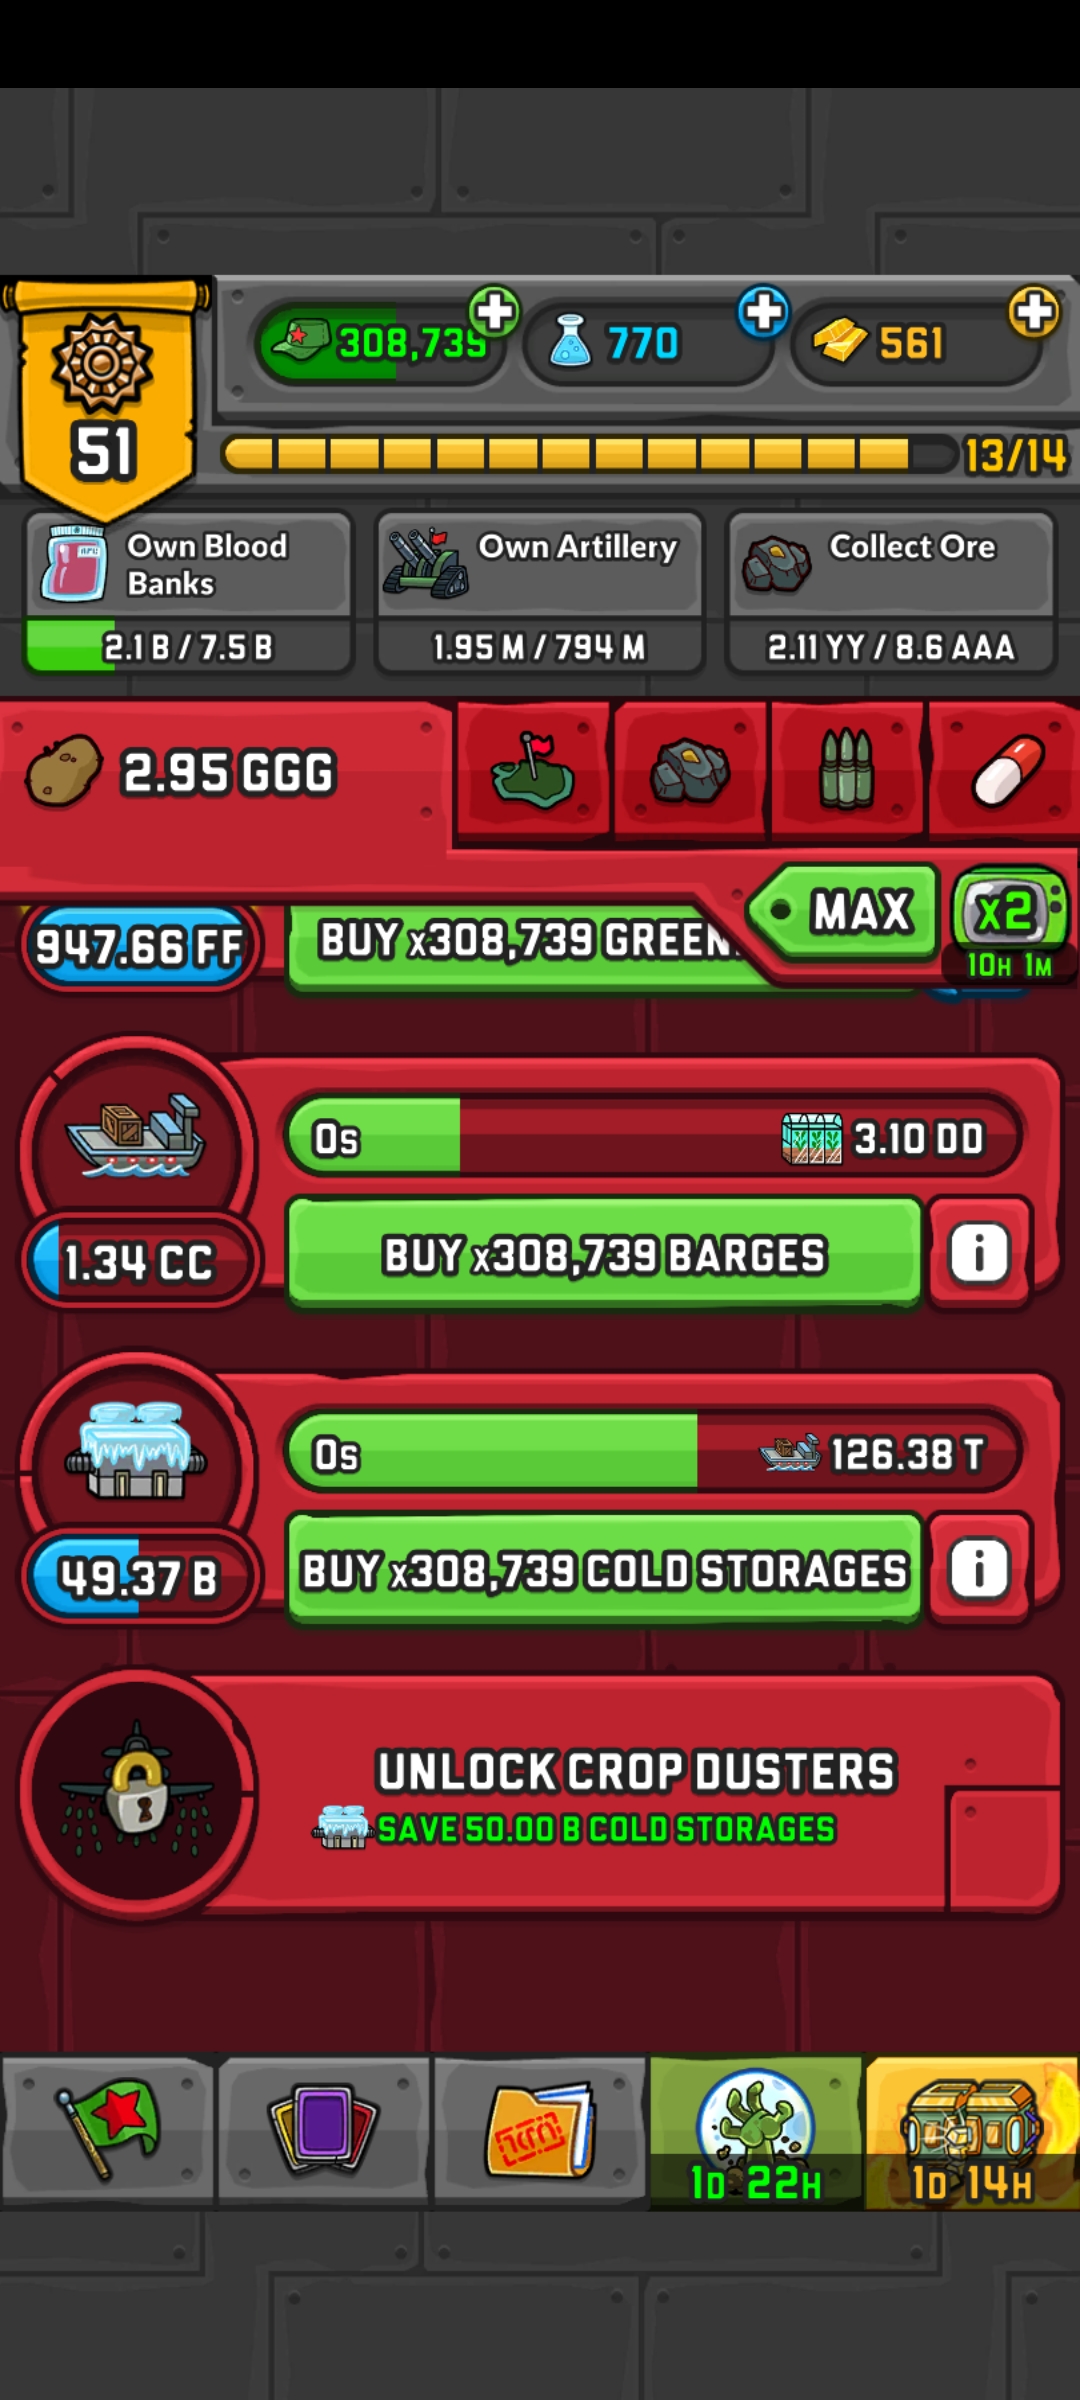 308,739
770
561
51
13/14
Own Blood
Banks
Own Artillery
Collect Ore
2.1 B / 7.5 B
1.95 M / 794 M
2.11 YY / 8.6 AAA
2.95 GGG
MAX
x2
10H 1M
947.66 FF
BUY x308,739 GREEN
0s
3.10 DD
1.34 CC
BUY x308,739 BARGES
i
0s
126.38 T
49.37 B
BUY x308,739 COLD STORAGES
i
UNLOCK CROP DUSTERS
SAVE 50.00 B COLD STORAGES
1D 22H
1D 14H